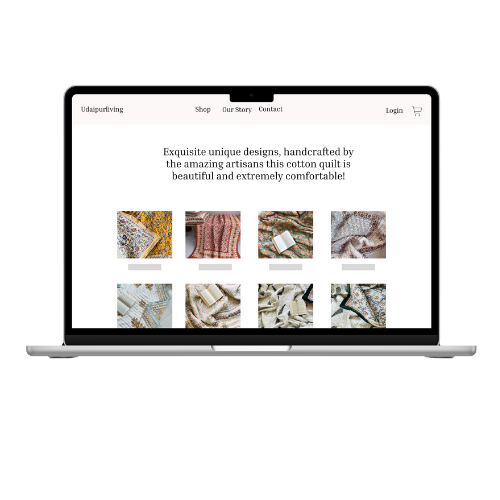 Udaipurliving
Shop Our Story Contact
Login
Exquisite unique designs, handcrafted by
the amazing artisans this cotton quilt is
beautiful and extremely comfortable!